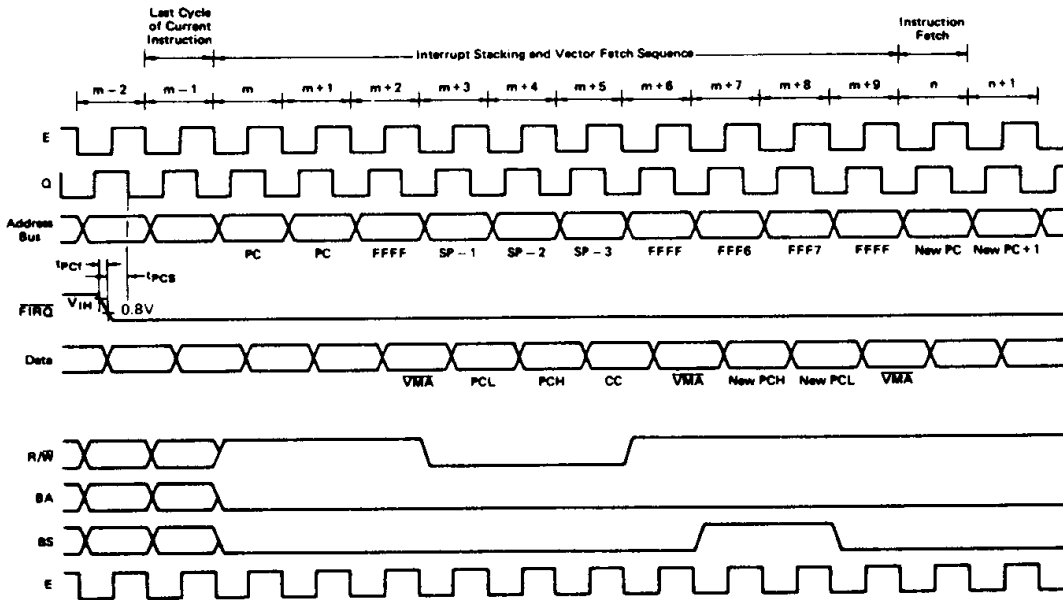 Last Cycle
of Current
Instruction
Interrupt Stacking and Vector Fetch Sequence
Instruction
Fetch
m – 2 m – 1 m m + 1 m + 2 m + 3 m + 4 m + 5 m + 6 m + 7 m + 8 m + 9 n n + 1
E
Q
Address
Bus
PC PC FFFF SP – 1 SP – 2 SP – 3 FFFF FFF6 FFF7 FFFF New PC New PC + 1
tPCf
tPCS
VIH
0.8V
FIRQ
Data
VMA PCL PCH CC VMA New PCH New PCL VMA
R/W
BA
BS
E